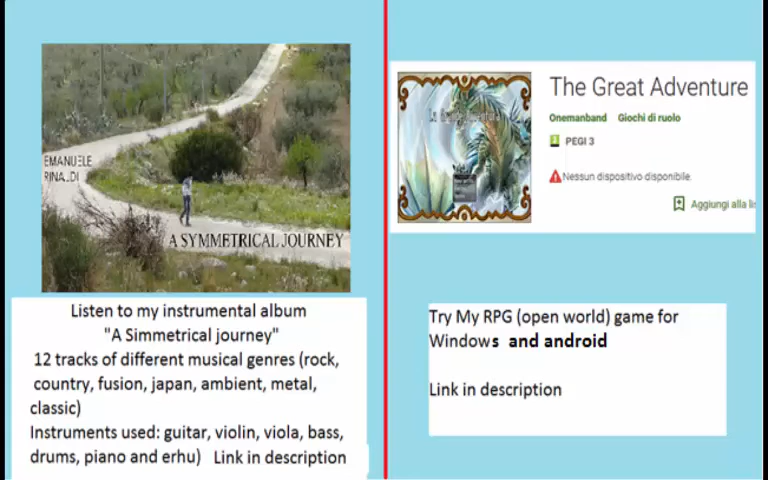 EMANUELE
RINALDI
A SYMMETRICAL JOURNEY
Listen to my instrumental album
"A Simmetrical journey"
12 tracks of different musical genres (rock,
country, fusion, japan, ambient, metal,
classic)
Instruments used: guitar, violin, viola, bass,
drums, piano and erhu) Link in description
The Great Adventure
Onemanband Giochi di ruolo
PEGI 3
Nessun dispositivo disponibile.
Aggiungi alla lis
Try My RPG (open world) game for
Windows and android
Link in description